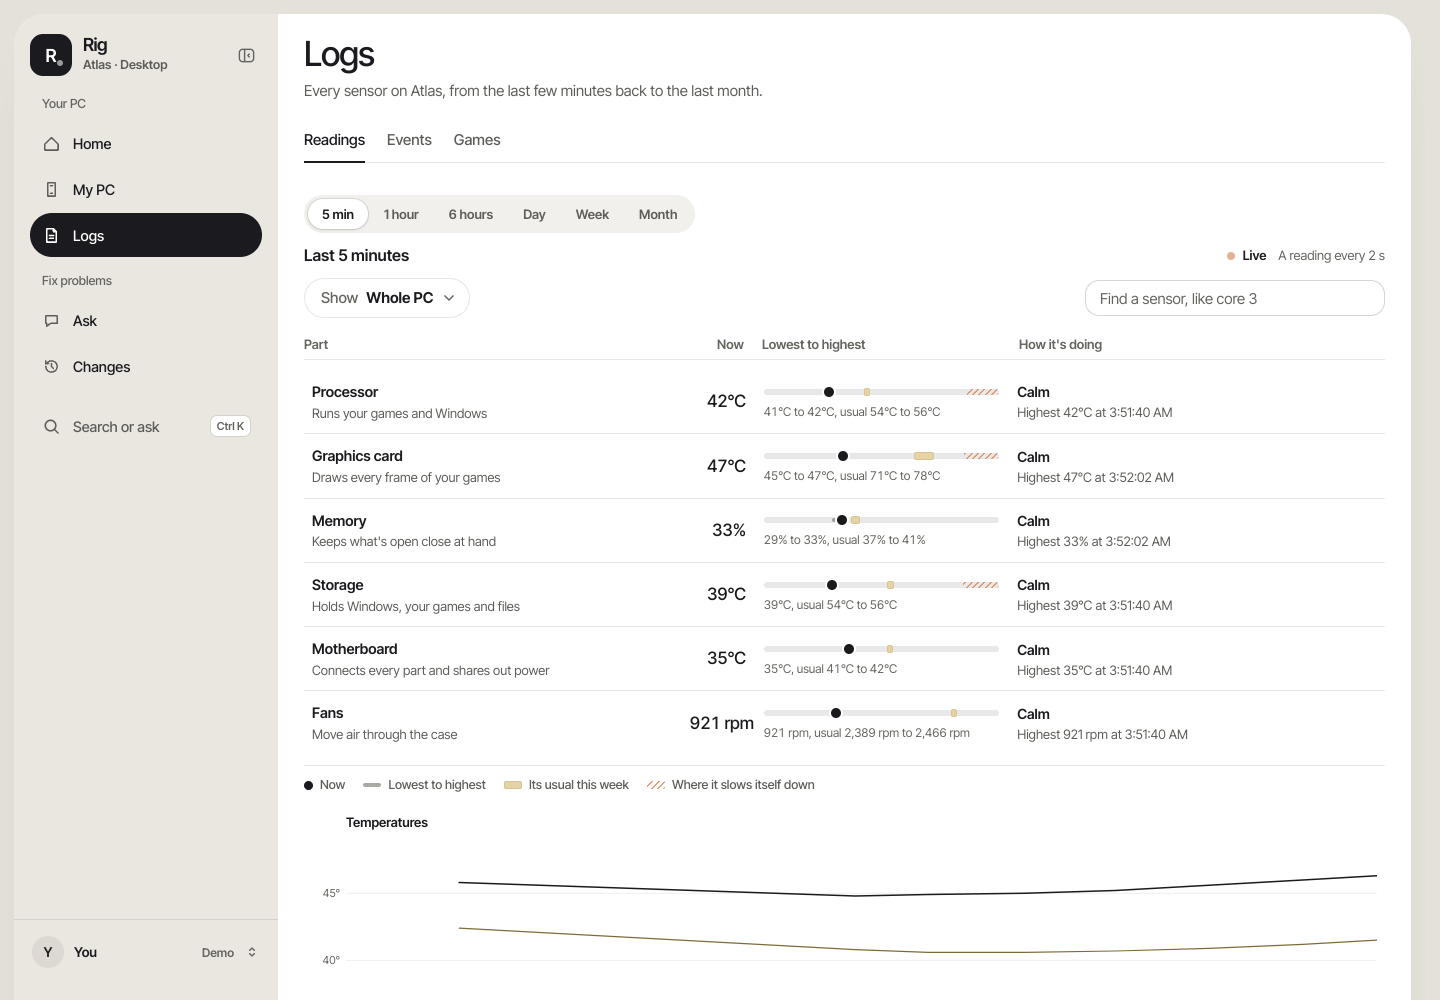 R.
Rig
Atlas · Desktop
Your PC
Home
My PC
Logs
Fix problems
Ask
Changes
Search or ask
Ctrl K
Y
You
Demo
Logs
Every sensor on Atlas, from the last few minutes back to the last month.
Readings Events Games
5 min 1 hour 6 hours Day Week Month
Last 5 minutes
Live A reading every 2 s
Show Whole PC
Find a sensor, like core 3
Part Now Lowest to highest How it's doing
Processor
Runs your games and Windows
42°C
41°C to 42°C, usual 54°C to 56°C
Calm
Highest 42°C at 3:51:40 AM
Graphics card
Draws every frame of your games
47°C
45°C to 47°C, usual 71°C to 78°C
Calm
Highest 47°C at 3:52:02 AM
Memory
Keeps what's open close at hand
33%
29% to 33%, usual 37% to 41%
Calm
Highest 33% at 3:52:02 AM
Storage
Holds Windows, your games and files
39°C
39°C, usual 54°C to 56°C
Calm
Highest 39°C at 3:51:40 AM
Motherboard
Connects every part and shares out power
35°C
35°C, usual 41°C to 42°C
Calm
Highest 35°C at 3:51:40 AM
Fans
Move air through the case
921 rpm
921 rpm, usual 2,389 rpm to 2,466 rpm
Calm
Highest 921 rpm at 3:51:40 AM
Now Lowest to highest Its usual this week Where it slows itself down
Temperatures
45°
40°